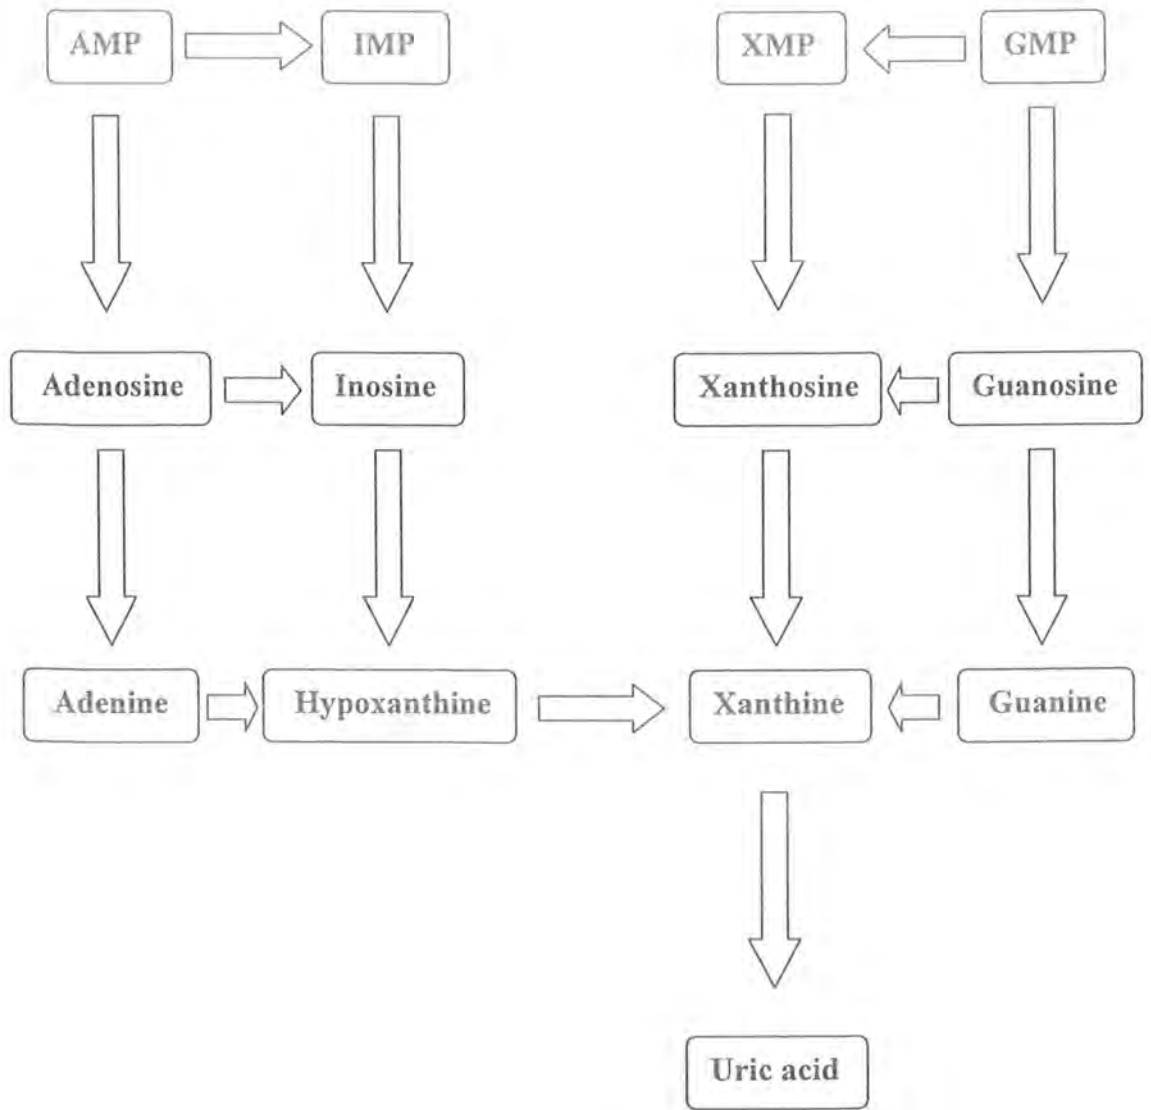 AMP
IMP
XMP
GMP
Adenosine
Inosine
Xanthosine
Guanosine
Adenine
Hypoxanthine
Xanthine
Guanine
Uric acid